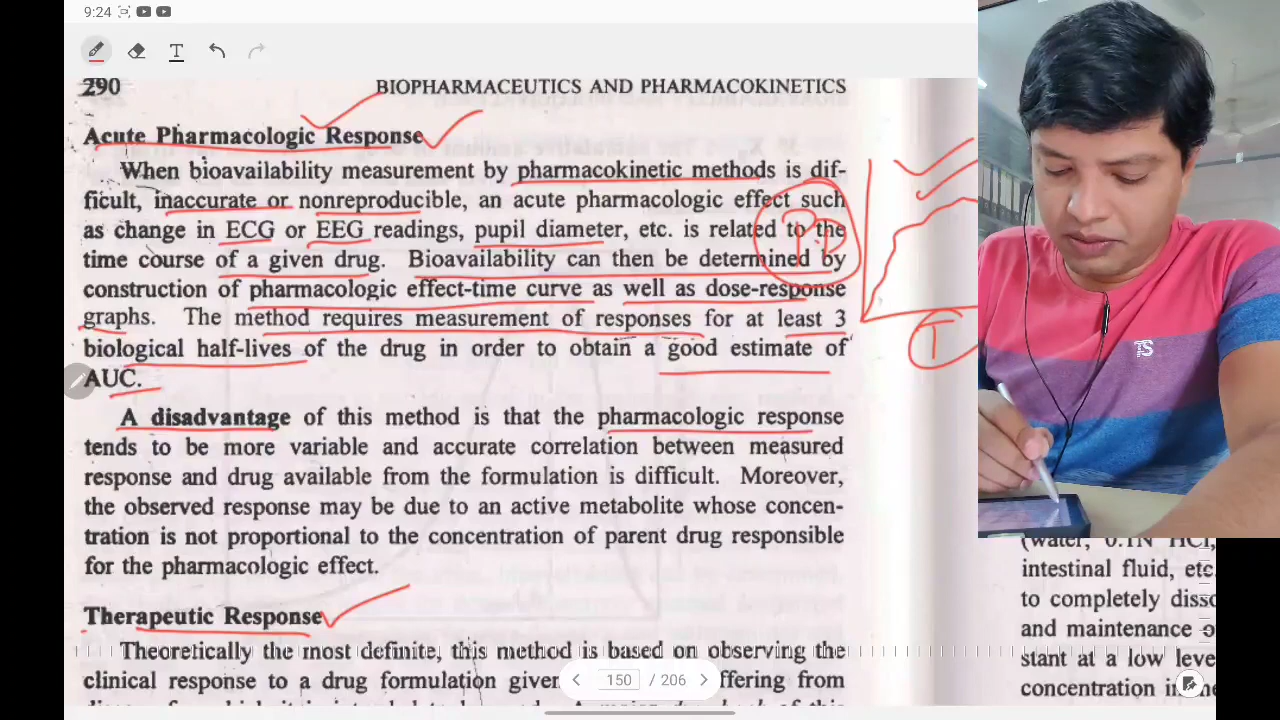 9:24
T
290 BIOPHARMACEUTICS AND PHARMACOKINETICS
Acute Pharmacologic Response
When bioavailability measurement by pharmacokinetic methods is dif-
ficult, inaccurate or nonreproducible, an acute pharmacologic effect such
as change in ECG or EEG readings, pupil diameter, etc. is related to the
time course of a given drug. Bioavailability can then be determined by
construction of pharmacologic effect-time curve as well as dose-response
graphs. The method requires measurement of responses for at least 3
biological half-lives of the drug in order to obtain a good estimate of
AUC.
P.D
T
A disadvantage of this method is that the pharmacologic response
tends to be more variable and accurate correlation between measured
response and drug available from the formulation is difficult. Moreover,
the observed response may be due to an active metabolite whose concen-
tration is not proportional to the concentration of parent drug responsible
for the pharmacologic effect.
Therapeutic Response
Theoretically the most definite, this method is based on observing the
clinical response to a drug formulation given ffering from
150 / 206
(water, 0.1N HCl,
intestinal fluid, etc.
to completely disso
and maintenance o
stant at a low leve
concentration in
TS